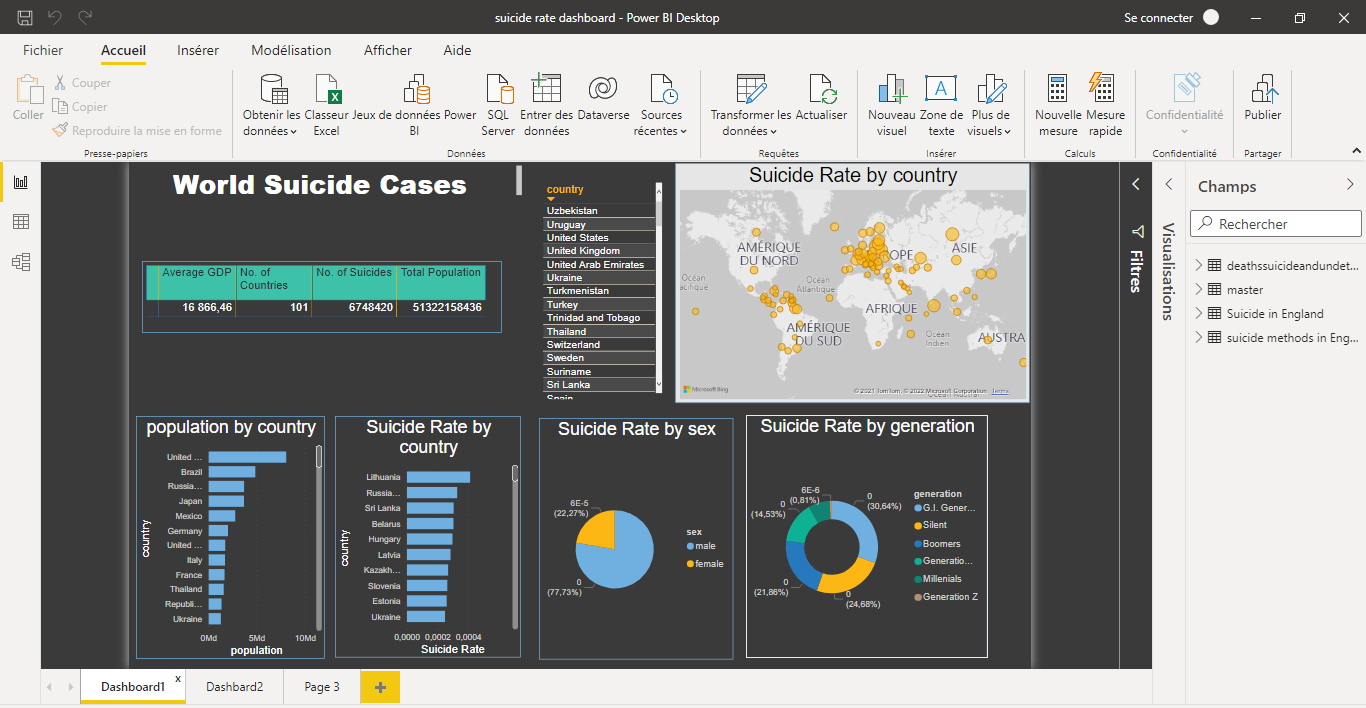 suicide rate dashboard - Power BI Desktop
Se connecter
Fichier
Accueil
Insérer
Modélisation
Afficher
Aide
Coller
Couper
Copier
Reproduire la mise en forme
Presse-papiers
Obtenir les
données
Classeur
Excel
Jeux de données Power
BI
SQL
Server
Entrer des
données
Dataverse
Sources
récentes
Données
Transformer les
données
Actualiser
Requêtes
Nouveau
visuel
Zone de
texte
Plus de
visuels
Insérer
Nouvelle
mesure
Mesure
rapide
Calculs
Confidentialité
Confidentialité
Publier
Partager
World Suicide Cases
Average GDP
No. of
Countries
No. of Suicides
Total Population
16 866,46
101
6748420
51322158436
country
Uzbekistan
Uruguay
United States
United Kingdom
United Arab Emirates
Ukraine
Turkmenistan
Turkey
Trinidad and Tobago
Thailand
Switzerland
Sweden
Suriname
Sri Lanka
Spain
Suicide Rate by country
AMÉRIQUE
DU NORD
OPE
ASIE
Océan
acifique
Océan
Atlantique
AFRIQUE
AMÉRIQUE
DU SUD
Océan
Indien
AUSTRA
Microsoft Bing
© 2021 TomTom, © 2022 Microsoft Corporation Terms
Océan Austral
population by country
country
United ...
Brazil
Russia...
Japan
Mexico
Germany
United ...
Italy
France
Thailand
Republi...
Ukraine
0Md
5Md
10Md
population
Suicide Rate by
country
country
Lithuania
Russia...
Sri Lanka
Belarus
Hungary
Latvia
Kazakh...
Slovenia
Estonia
Ukraine
0,0000
0,0002
0,0004
Suicide Rate
Suicide Rate by sex
6E-5
(22,27%)
0
(77,73%)
sex
male
female
Suicide Rate by generation
6E-6
(0,81%)
0
(14,53%)
0
(30,64%)
0
(21,86%)
0
(24,68%)
generation
G.I. Gener...
Silent
Boomers
Generatio...
Millenials
Generation Z
Filtres
Visualisations
Champs
Rechercher
deathssuicideandundet...
master
Suicide in England
suicide methods in Eng...
Dashboard1
x
Dashbard2
Page 3